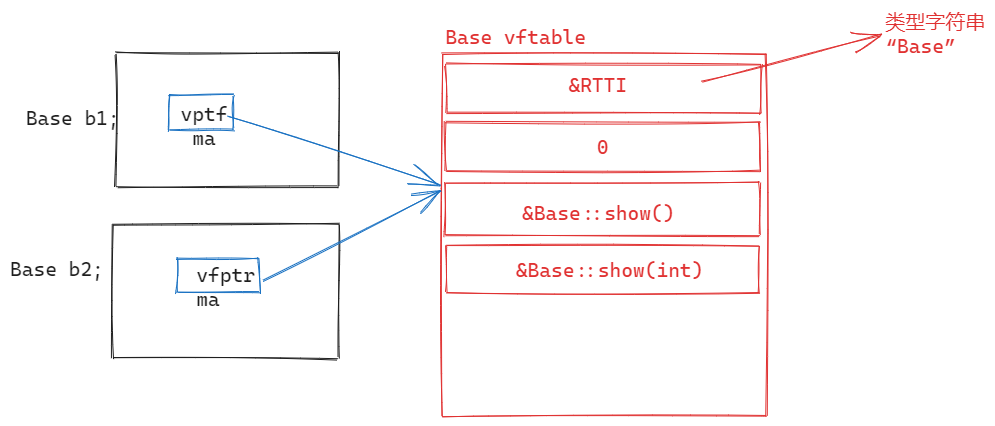 Base b1;
vptf
ma
Base b2;
vfptr
ma
Base vftable
&RTTI
0
&Base::show()
&Base::show(int)
类型字符串
“Base”